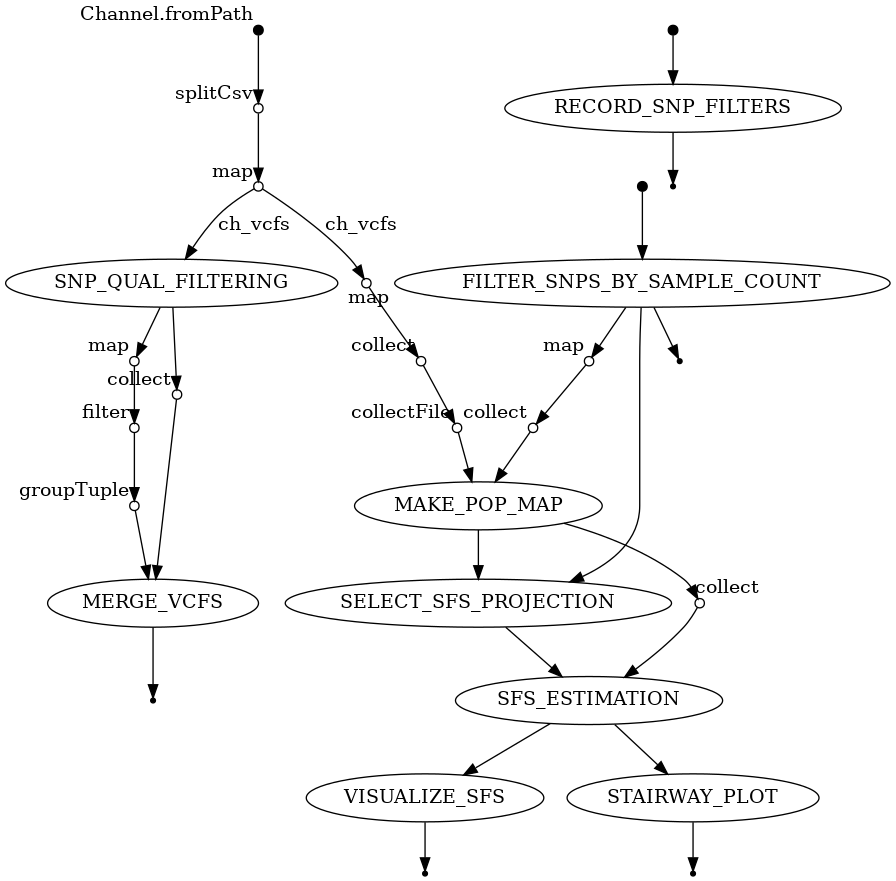 Channel.fromPath
splitCsv
RECORD_SNP_FILTERS
map
ch_vcfs
ch_vcfs
SNP_QUAL_FILTERING
FILTER_SNPS_BY_SAMPLE_COUNT
map
map
collect
map
collect
filter
collectFile
collect
groupTuple
MAKE_POP_MAP
collect
MERGE_VCFS
SELECT_SFS_PROJECTION
SFS_ESTIMATION
VISUALIZE_SFS
STAIRWAY_PLOT